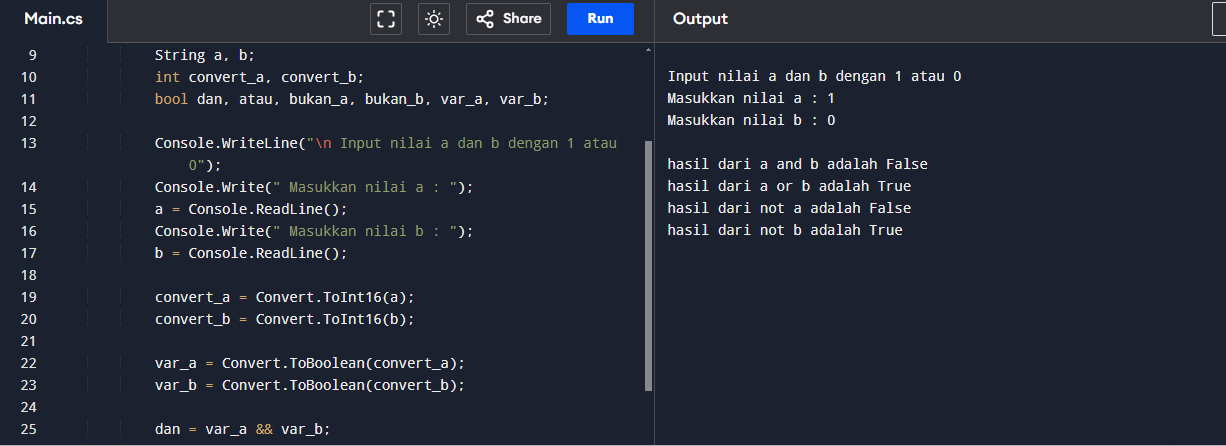 Main.cs
Share
Run
9 String a, b;
10 int convert_a, convert_b;
11 bool dan, atau, bukan_a, bukan_b, var_a, var_b;
12
13 Console.WriteLine("\n Input nilai a dan b dengan 1 atau
0");
14 Console.Write(" Masukkan nilai a : ");
15 a = Console.ReadLine();
16 Console.Write(" Masukkan nilai b : ");
17 b = Console.ReadLine();
18
19 convert_a = Convert.ToInt16(a);
20 convert_b = Convert.ToInt16(b);
21
22 var_a = Convert.ToBoolean(convert_a);
23 var_b = Convert.ToBoolean(convert_b);
24
25 dan = var_a && var_b;
Output
Input nilai a dan b dengan 1 atau 0
Masukkan nilai a : 1
Masukkan nilai b : 0
hasil dari a and b adalah False
hasil dari a or b adalah True
hasil dari not a adalah False
hasil dari not b adalah True